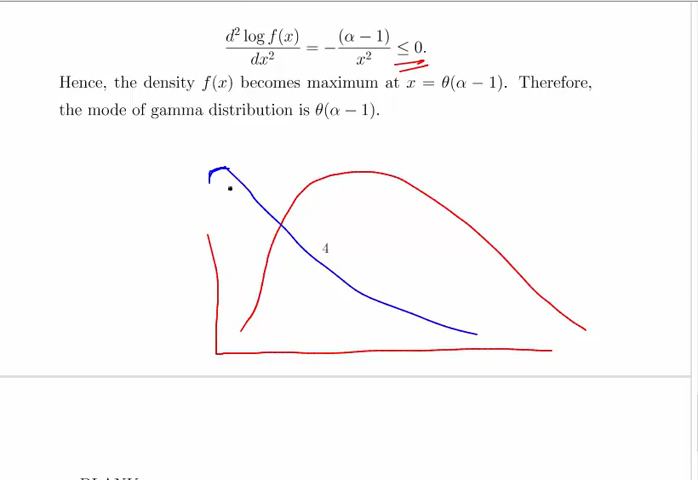 d² log f(x) / dx² = − (α − 1) / x² ≤ 0.
Hence, the density f(x) becomes maximum at x = θ(α − 1). Therefore,
the mode of gamma distribution is θ(α − 1).
4